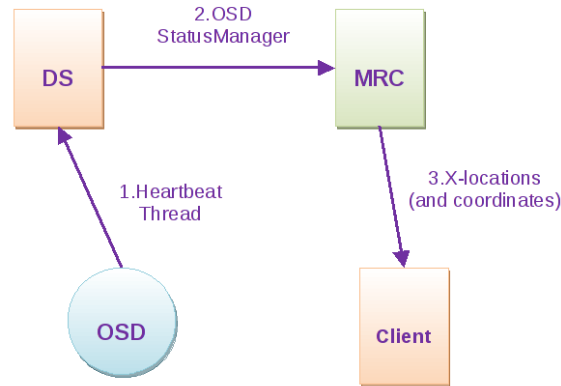 2.OSD
StatusManager
DS
MRC
1.Heartbeat
Thread
3.X-locations
(and coordinates)
OSD
Client